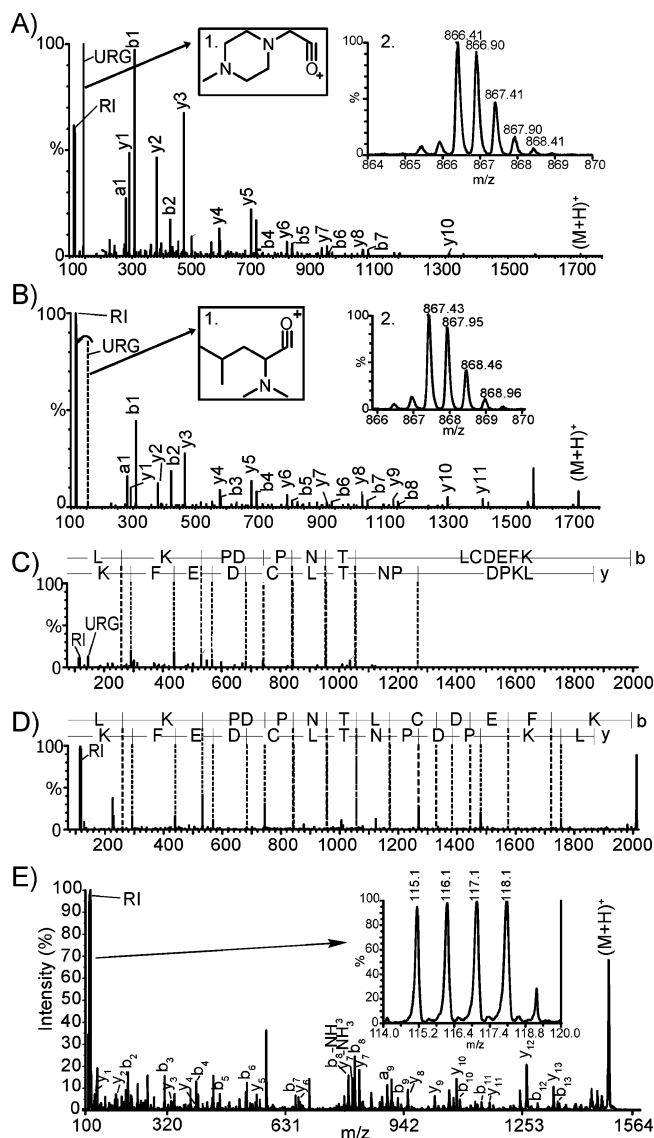 A)
URG
RI
a1
y1
b1
y2
b2
y3
y4
y5
b4
y6
b5
y7
b6
y8
b7
y10
(M+H)+
%
100 300 500 700 900 1100 1300 1500 1700
1.
N
N
O+
2.
100
%
0
866.41
866.90
867.41
867.90
868.41
864 865 866 867 868 869 870
m/z
B)
100
%
0
RI
URG
a1
b1
y1
y2
b2
y3
y4
b3
y5
b4
y6
b5
y7
b6
y8
b7
y9
b8
y10
y11
(M+H)+
100 300 500 700 900 1100 1300 1500 1700
1.
O+
N
2.
100
%
0
867.43
867.95
868.46
868.96
866 867 868 869 870
m/z
C)
L K PD P N T LCDEFK b
K F E D C L T NP DPKL y
100
%
0
RI
URG
200 400 600 800 1000 1200 1400 1600 1800 2000
D)
L K PD P N T L C D E F K b
K F E D C L T N P D P K L y
100
%
0
RI
200 400 600 800 1000 1200 1400 1600 1800 2000
E)
100
90
80
70
60
50
40
30
20
10
0
Intensity (%)
RI
115.1
116.1
117.1
118.1
100
80
60
%
40
20
0
114.0 115.2 116.4 117.4 118.8 120.0
m/z
(M+H)+
y1
y2
b2
b3
y3
y4
b4
b5
b6
y5
b7
y6
b8-NH3
y7
b8
a9
b9
y8
y9
y10
b10
y11
b11
y12
b12
y13
b13
100 320 631 942 1253 1564
m/z